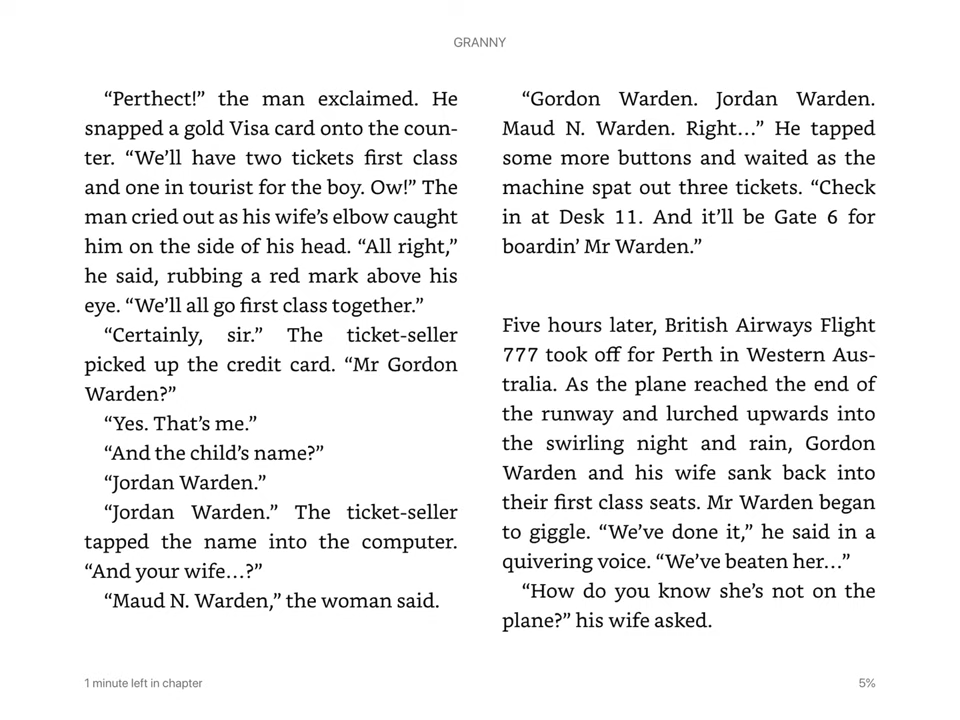 GRANNY
“Perthect!” the man exclaimed. He
snapped a gold Visa card onto the coun-
ter. “We’ll have two tickets first class
and one in tourist for the boy. Ow!” The
man cried out as his wife’s elbow caught
him on the side of his head. “All right,”
he said, rubbing a red mark above his
eye. “We’ll all go first class together.”
“Certainly, sir.” The ticket-seller
picked up the credit card. “Mr Gordon
Warden?”
“Yes. That’s me.”
“And the child’s name?”
“Jordan Warden.”
“Jordan Warden.” The ticket-seller
tapped the name into the computer.
“And your wife…?”
“Maud N. Warden,” the woman said.
“Gordon Warden. Jordan Warden.
Maud N. Warden. Right…” He tapped
some more buttons and waited as the
machine spat out three tickets. “Check
in at Desk 11. And it’ll be Gate 6 for
boardin’ Mr Warden.”
Five hours later, British Airways Flight
777 took off for Perth in Western Aus-
tralia. As the plane reached the end of
the runway and lurched upwards into
the swirling night and rain, Gordon
Warden and his wife sank back into
their first class seats. Mr Warden began
to giggle. “We’ve done it,” he said in a
quivering voice. “We’ve beaten her…”
“How do you know she’s not on the
plane?” his wife asked.
1 minute left in chapter
5%